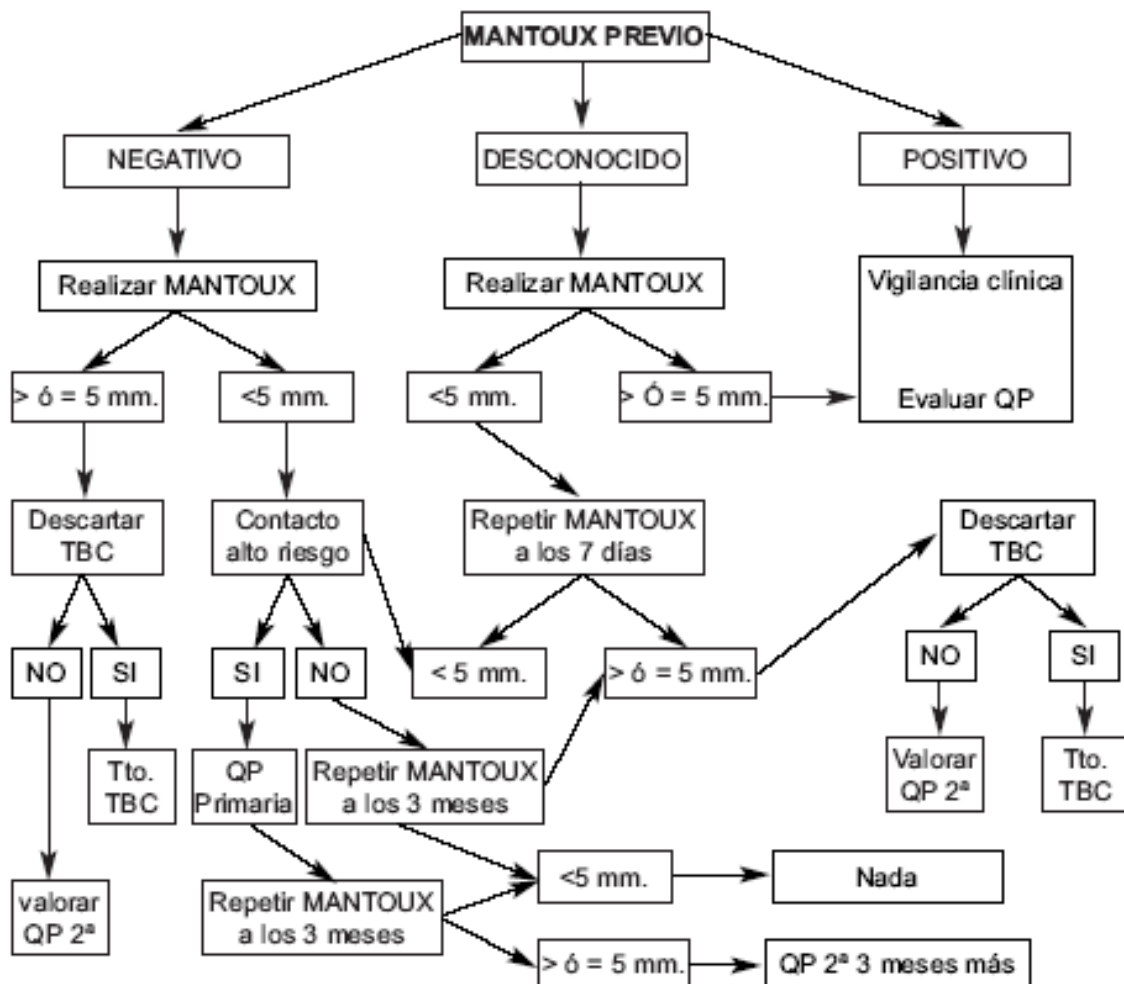 MANTOUX PREVIO
NEGATIVO
DESCONOCIDO
POSITIVO
Realizar MANTOUX
Realizar MANTOUX
Vigilancia clínica
Evaluar QP
> ó = 5 mm.
<5 mm.
<5 mm.
> Ó = 5 mm.
Descartar
TBC
Contacto
alto riesgo
Repetir MANTOUX
a los 7 días
Descartar
TBC
NO
SI
SI
NO
< 5 mm.
> ó = 5 mm.
NO
SI
Tto.
TBC
QP
Primaria
Repetir MANTOUX
a los 3 meses
Valorar
QP 2ª
Tto.
TBC
valorar
QP 2ª
Repetir MANTOUX
a los 3 meses
<5 mm.
Nada
> ó = 5 mm.
QP 2ª 3 meses más